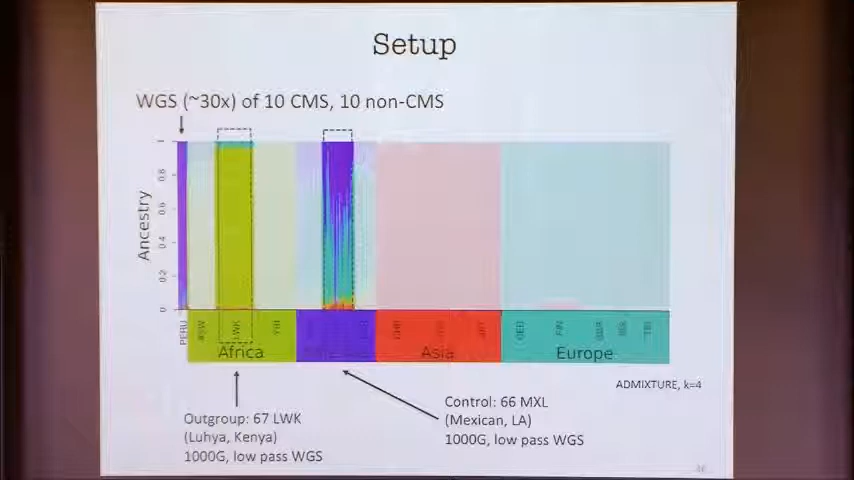 Setup
WGS (~30x) of 10 CMS, 10 non-CMS
Ancestry
1
0.8
0.6
0.4
0.2
0
PERU
ASW
LWK
YRI
CHB
JPT
CEU
FIN
GBR
IBS
TSI
Africa
Asia
Europe
ADMIXTURE, k=4
Outgroup: 67 LWK
(Luhya, Kenya)
1000G, low pass WGS
Control: 66 MXL
(Mexican, LA)
1000G, low pass WGS